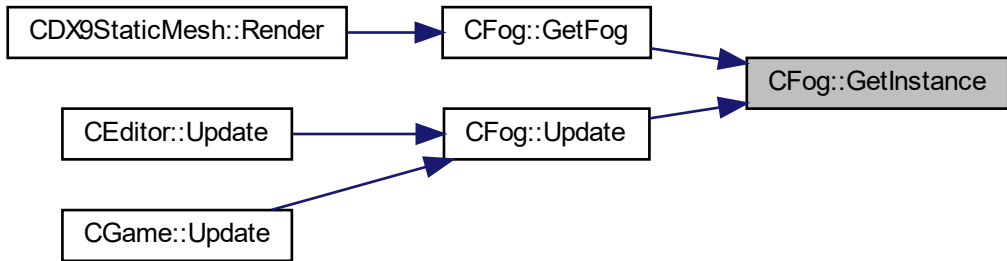 CDX9StaticMesh::Render
CFog::GetFog
CFog::GetInstance
CEditor::Update
CFog::Update
CGame::Update